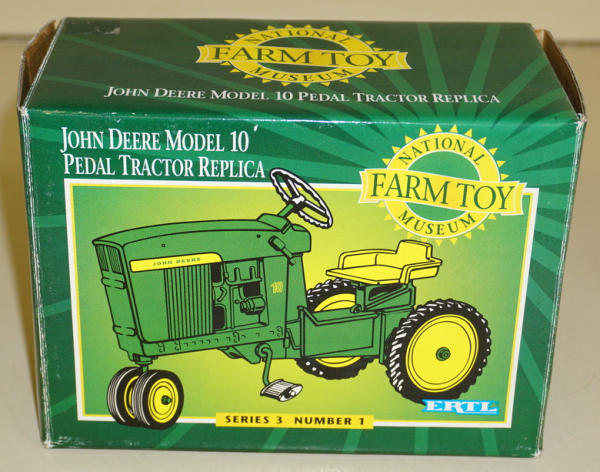 NATIONAL
FARM TOY
MUSEUM
JOHN DEERE MODEL 10 PEDAL TRACTOR REPLICA
JOHN DEERE MODEL 10
PEDAL TRACTOR REPLICA
NATIONAL
FARM TOY
MUSEUM
JOHN DEERE
10
SERIES 3 NUMBER 1
ERTL